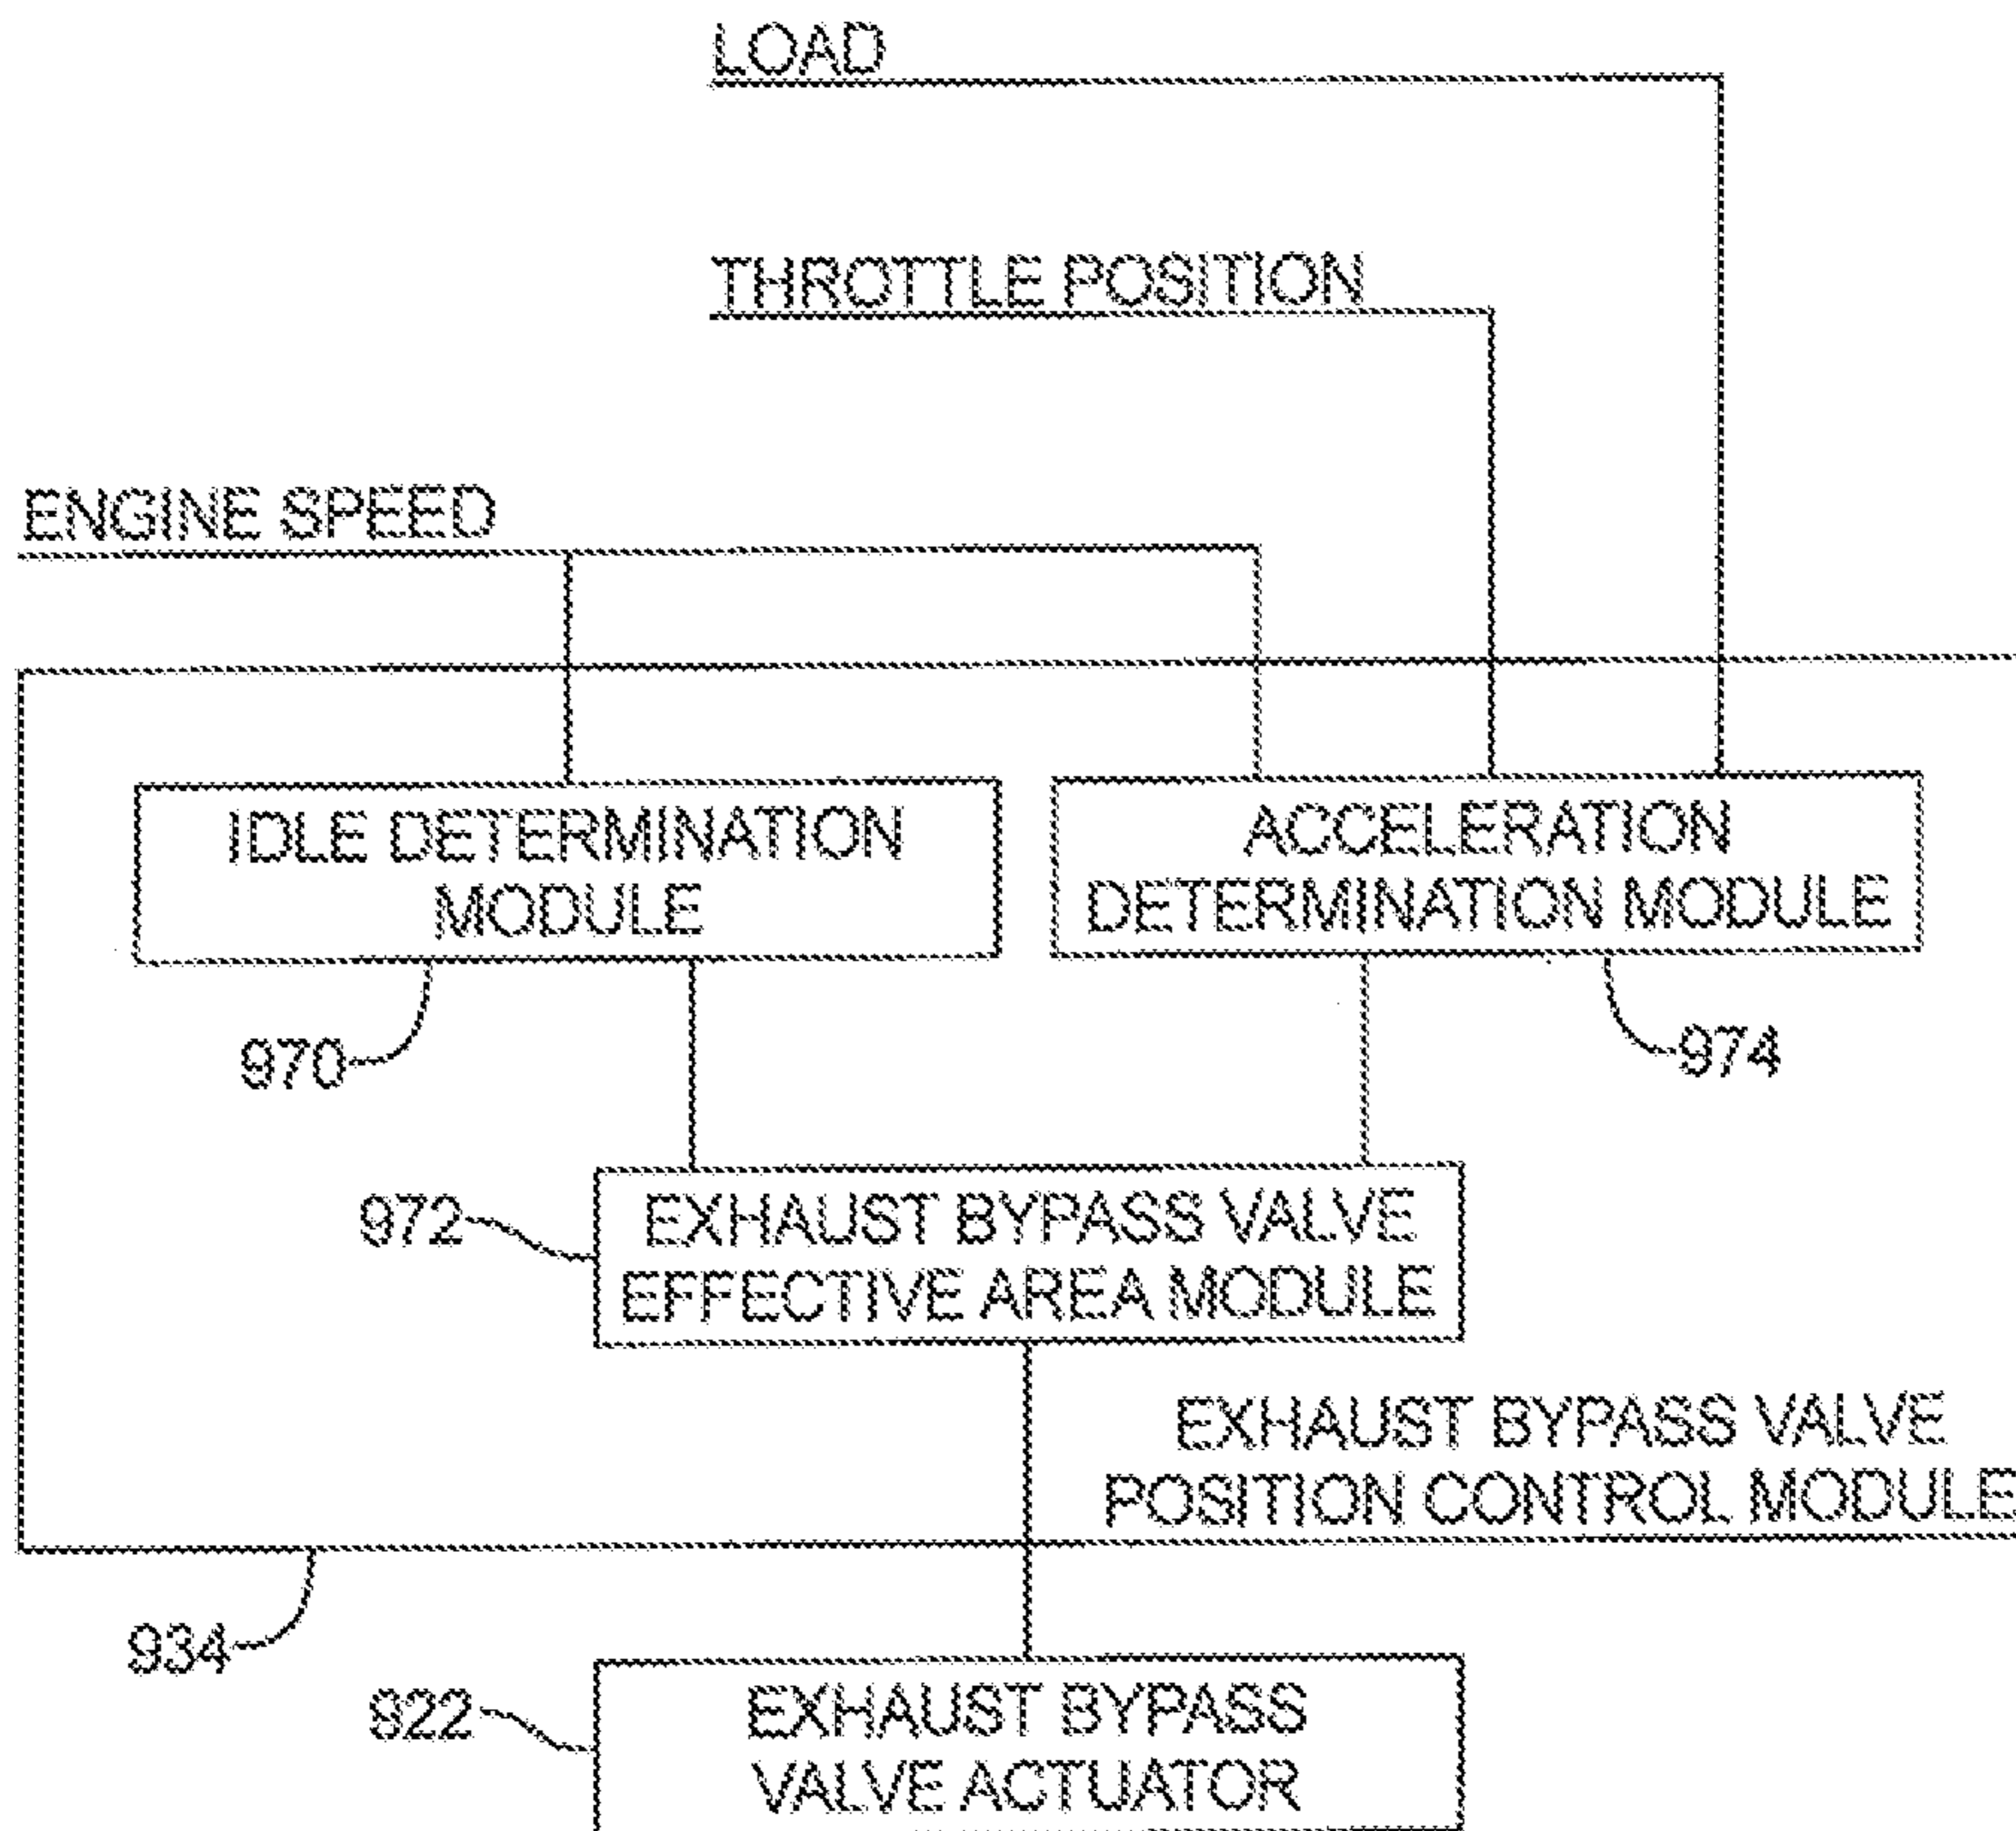 LOAD
THROTTLE POSITION
ENGINE SPEED
IDLE DETERMINATION
MODULE
ACCELERATION
DETERMINATION MODULE
970
974
972
EXHAUST BYPASS VALVE
EFFECTIVE AREA MODULE
EXHAUST BYPASS VALVE
POSITION CONTROL MODULE
934
922
EXHAUST BYPASS
VALVE ACTUATOR